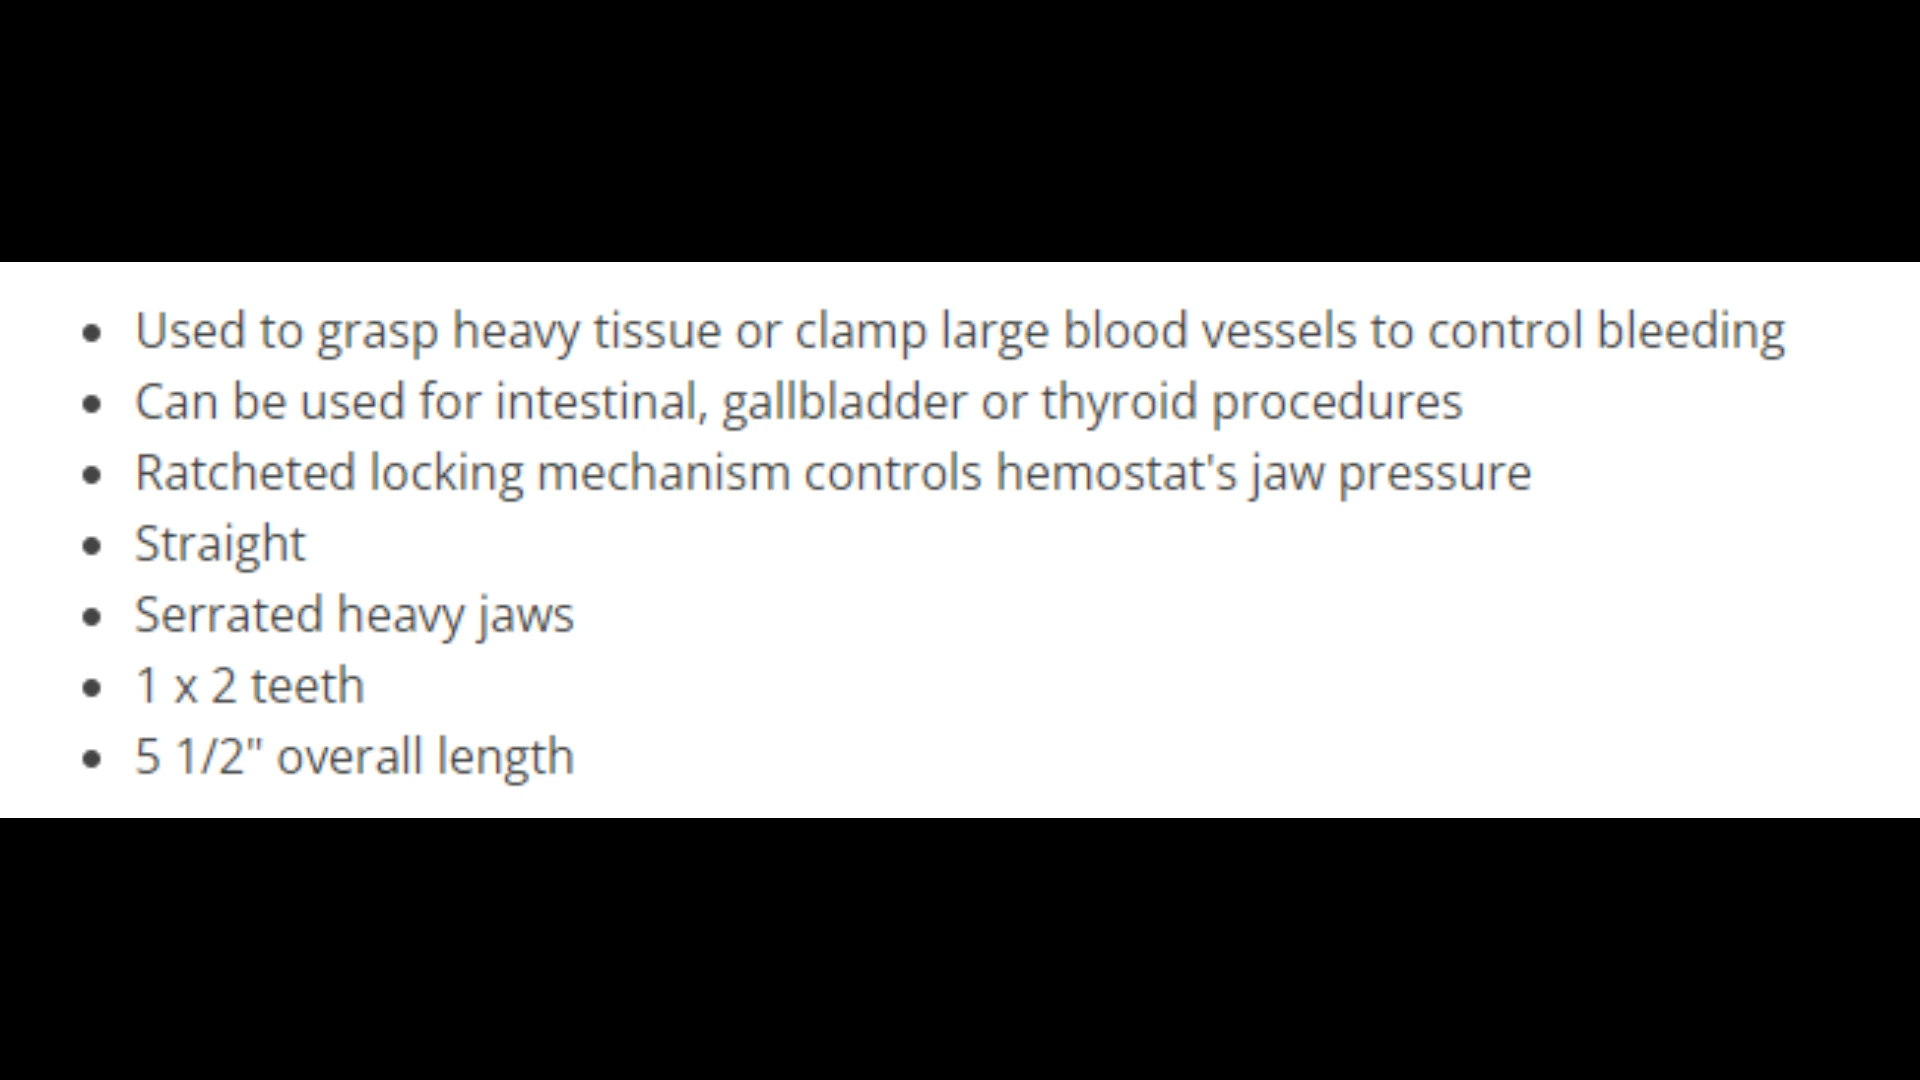 • Used to grasp heavy tissue or clamp large blood vessels to control bleeding
• Can be used for intestinal, gallbladder or thyroid procedures
• Ratcheted locking mechanism controls hemostat's jaw pressure
• Straight
• Serrated heavy jaws
• 1 x 2 teeth
• 5 1/2" overall length